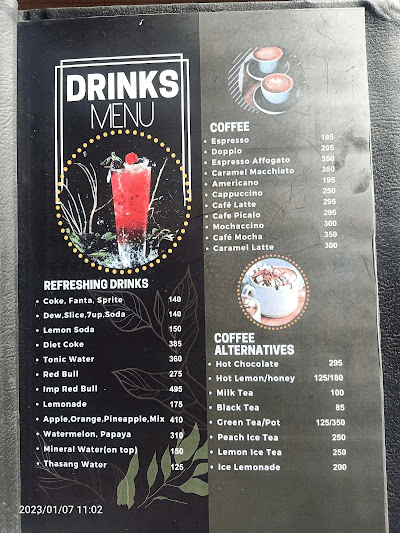 DRINKS
MENU
REFRESHING DRINKS
Coke, Fanta, Sprite 140
Dew,Slice,7up,Soda 140
Lemon Soda 150
Diet Coke 385
Tonic Water 360
Red Bull 275
Imp Red Bull 495
Lemonade 175
Apple,Orange,Pineapple,Mix 410
Watermelon, Papaya 310
Mineral Water(on top) 150
Thasang Water 125
COFFEE
Espresso 195
Doppio 295
Espresso Affogato 350
Caramel Macchiato 350
Americano 195
Cappuccino 250
Café Latte 295
Cafe Picalo 295
Mochaccino 300
Café Mocha 350
Caramel Latte 300
COFFEE
ALTERNATIVES
Hot Chocolate 295
Hot Lemon/honey 125/180
Milk Tea 100
Black Tea 85
Green Tea/Pot 125/350
Peach Ice Tea 250
Lemon Ice Tea 250
Ice Lemonade 200
2023/01/07 11:02